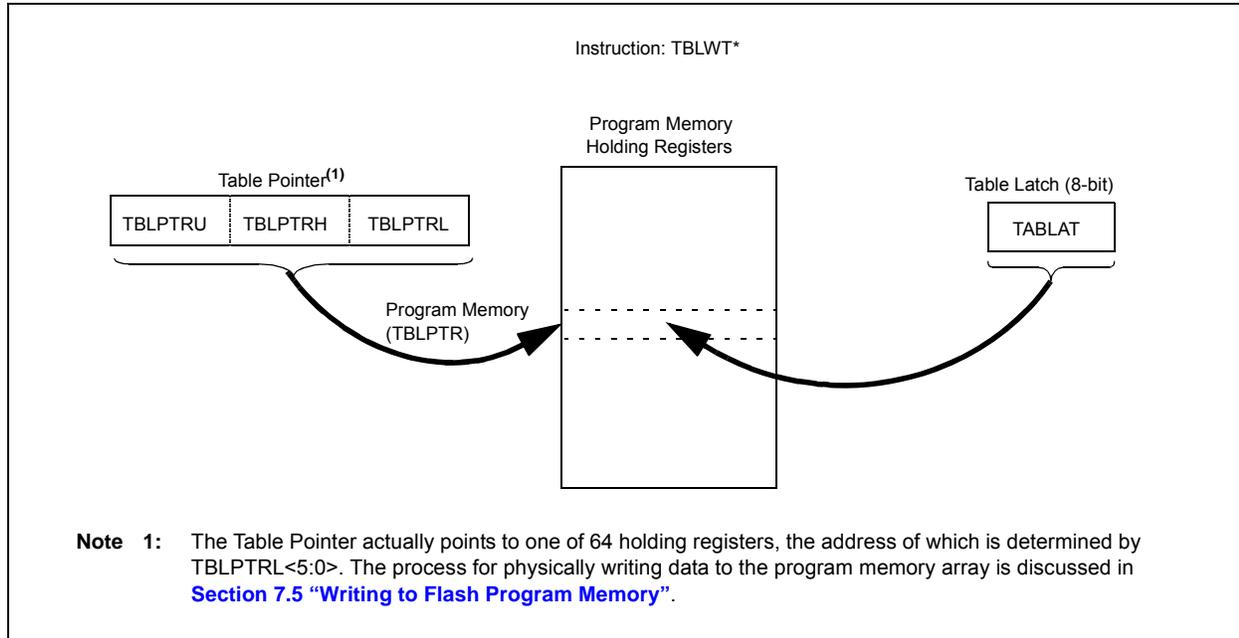 Instruction: TBLWT*
Program Memory
Holding Registers
Table Pointer(1)
Table Latch (8-bit)
TBLPTRU TBLPTRH TBLPTRL
TABLAT
Program Memory
(TBLPTR)
Note 1: The Table Pointer actually points to one of 64 holding registers, the address of which is determined by
TBLPTRL<5:0>. The process for physically writing data to the program memory array is discussed in
Section 7.5 “Writing to Flash Program Memory”.